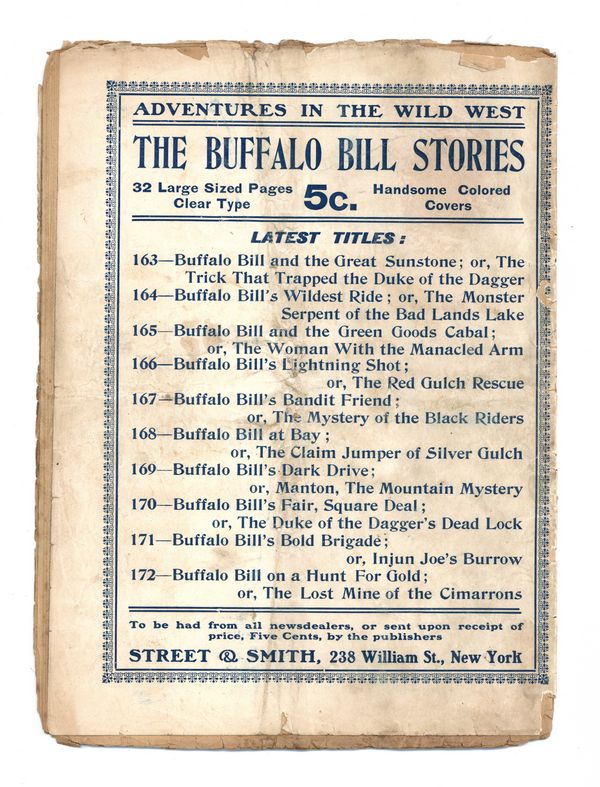 ADVENTURES IN THE WILD WEST
THE BUFFALO BILL STORIES
32 Large Sized Pages
Clear Type
5c.
Handsome Colored
Covers
LATEST TITLES:
163—Buffalo Bill and the Great Sunstone; or, The
Trick That Trapped the Duke of the Dagger
164—Buffalo Bill's Wildest Ride; or, The Monster
Serpent of the Bad Lands Lake
165—Buffalo Bill and the Green Goods Cabal;
or, The Woman With the Manacled Arm
166—Buffalo Bill's Lightning Shot;
or, The Red Gulch Rescue
167—Buffalo Bill's Bandit Friend;
or, The Mystery of the Black Riders
168—Buffalo Bill at Bay;
or, The Claim Jumper of Silver Gulch
169—Buffalo Bill's Dark Drive;
or, Manton, The Mountain Mystery
170—Buffalo Bill's Fair, Square Deal;
or, The Duke of the Dagger's Dead Lock
171—Buffalo Bill's Bold Brigade;
or, Injun Joe's Burrow
172—Buffalo Bill on a Hunt For Gold;
or, The Lost Mine of the Cimarrons
To be had from all newsdealers, or sent upon receipt of
price, Five Cents, by the publishers
STREET & SMITH, 238 William St., New York